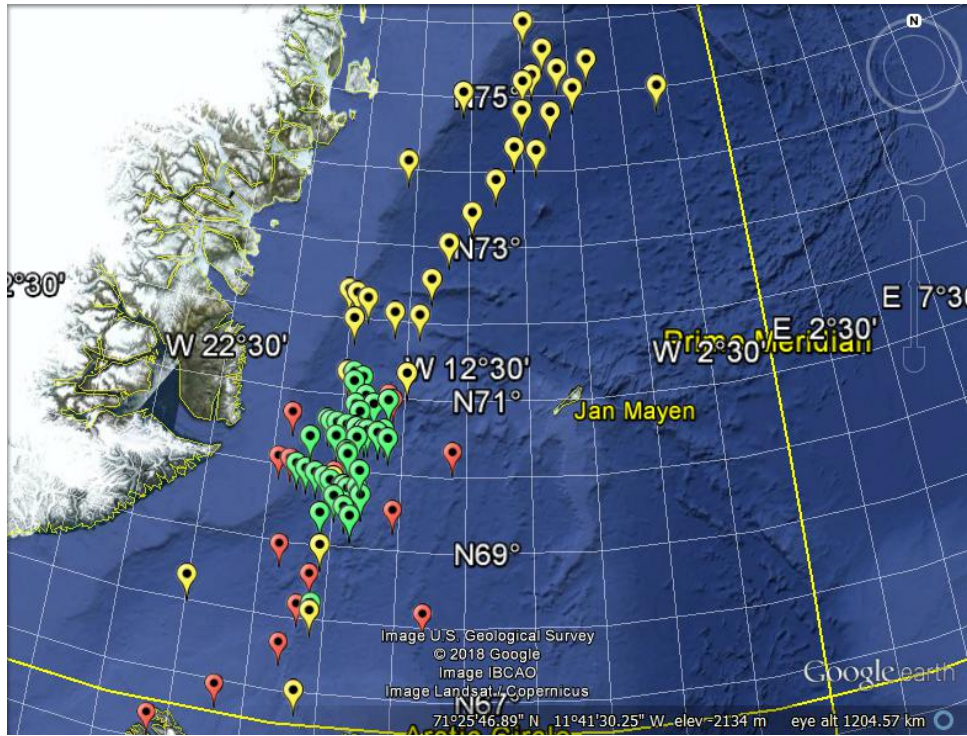 N
N75°
N73°
2°30'
E 7°30
W 22°30'
W 12°30'
W 2°30'
E 2°30'
Prime Meridian
N71°
Jan Mayen
N69°
Image U.S. Geological Survey
© 2018 Google
Image IBCAO
Image Landsat / Copernicus
Google earth
N67°
71°25'46.89" N 11°41'30.25" W elev -2134 m eye alt 1204.57 km
Arctic Circle